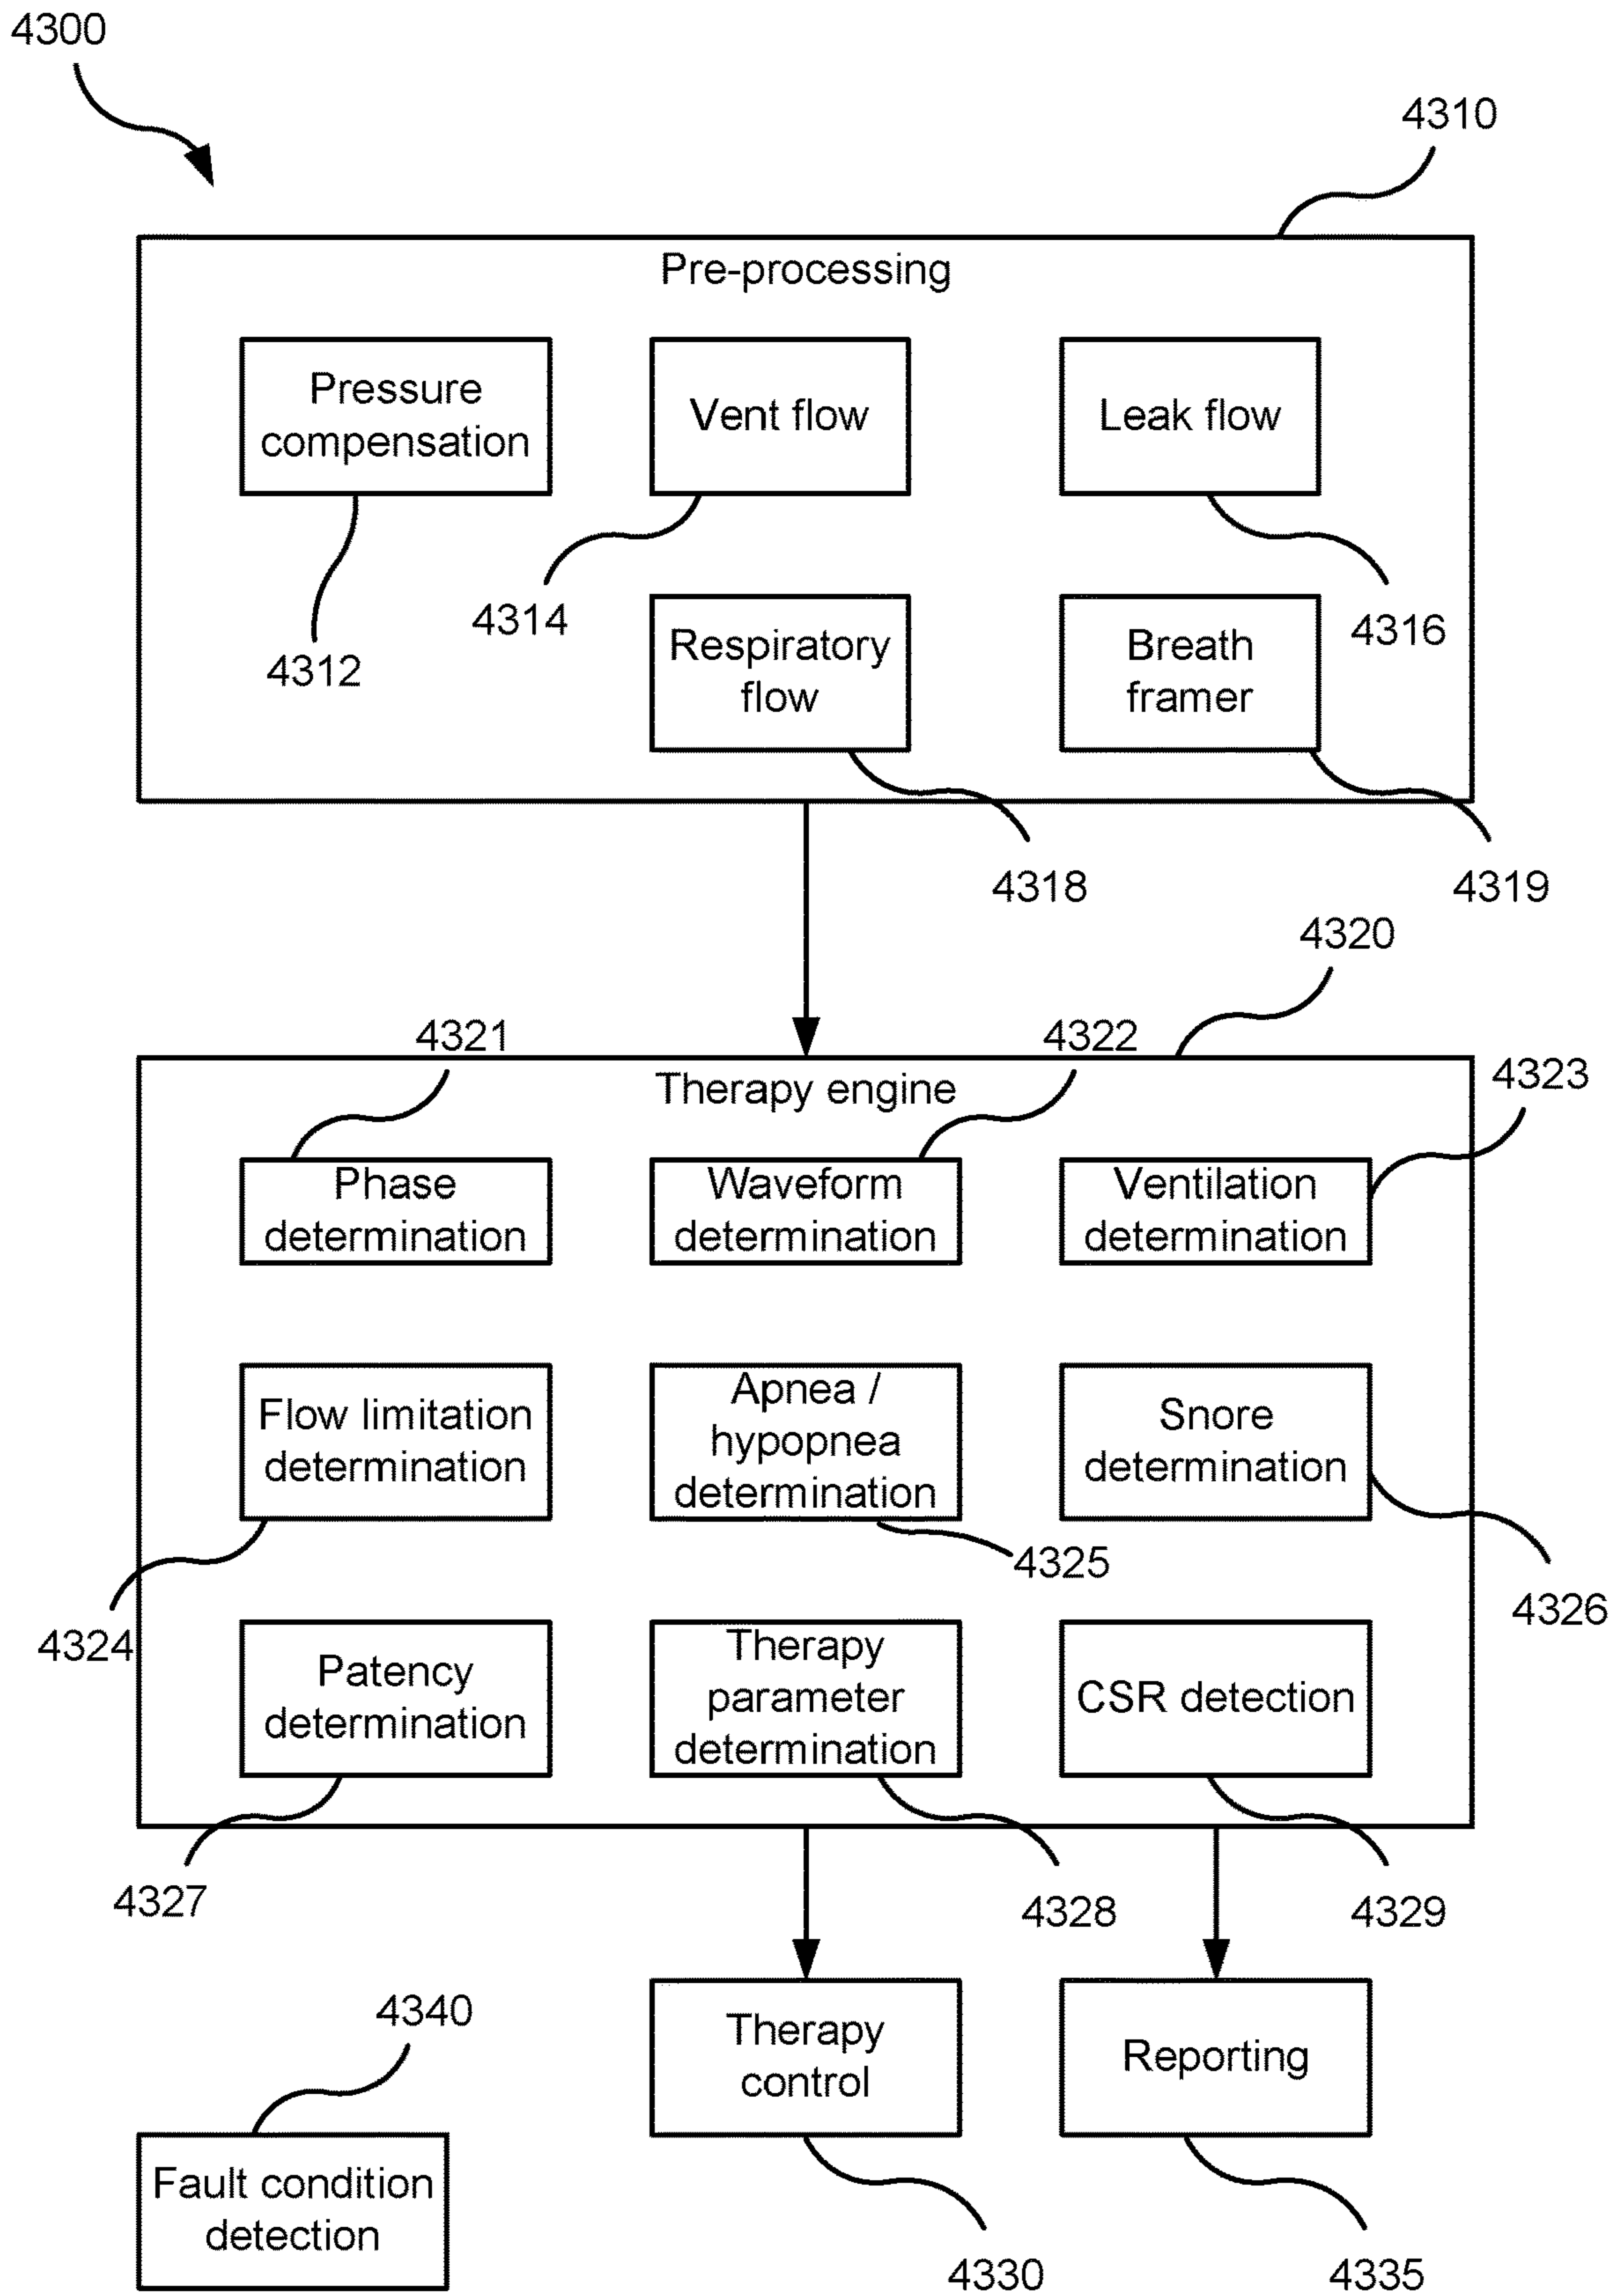 4300
4310
Pre-processing
Pressure
compensation
Vent flow
Leak flow
4312
4314
4316
Respiratory
flow
Breath
framer
4318
4319
4320
4321
4322
4323
Therapy engine
Phase
determination
Waveform
determination
Ventilation
determination
Flow limitation
determination
Apnea /
hypopnea
determination
Snore
determination
4324
4325
4326
Patency
determination
Therapy
parameter
determination
CSR detection
4327
4328
4329
4340
Therapy
control
Reporting
Fault condition
detection
4330
4335